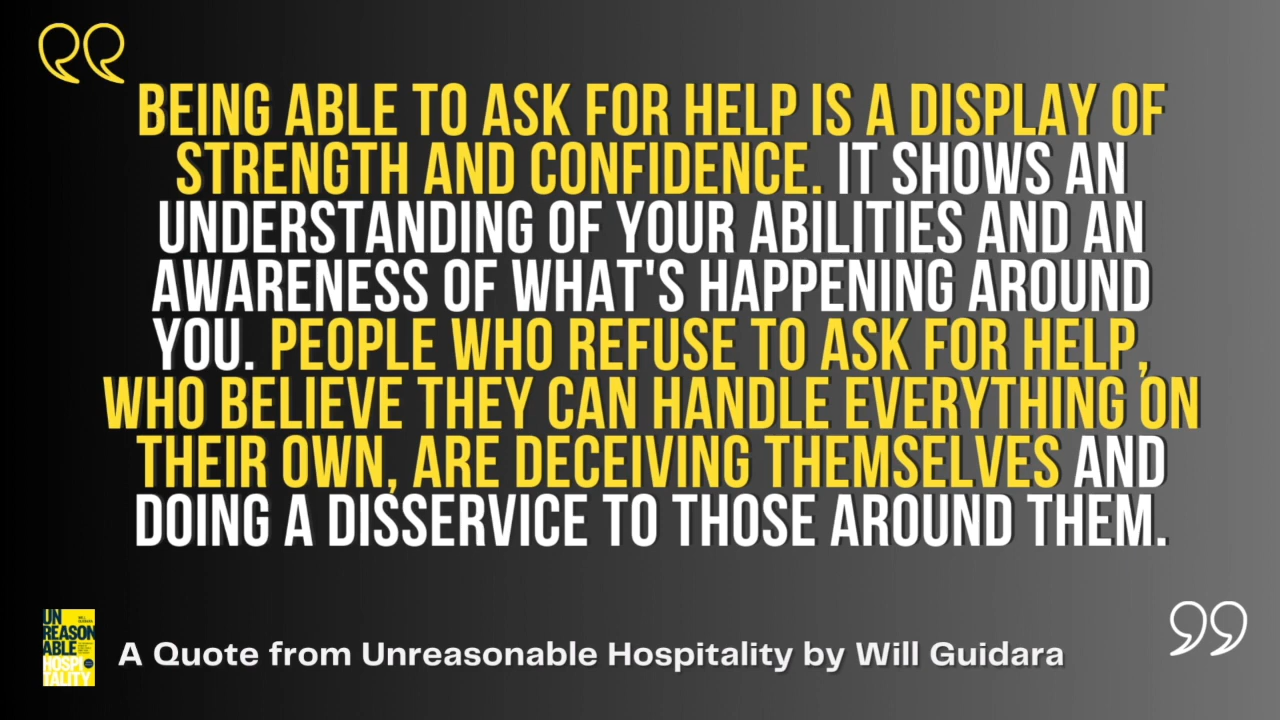 BEING ABLE TO ASK FOR HELP IS A DISPLAY OF
STRENGTH AND CONFIDENCE. IT SHOWS AN
UNDERSTANDING OF YOUR ABILITIES AND AN
AWARENESS OF WHAT'S HAPPENING AROUND
YOU. PEOPLE WHO REFUSE TO ASK FOR HELP,
WHO BELIEVE THEY CAN HANDLE EVERYTHING ON
THEIR OWN, ARE DECEIVING THEMSELVES AND
DOING A DISSERVICE TO THOSE AROUND THEM.
UN
REASON
ABLE
HOSPI
TALITY
A Quote from Unreasonable Hospitality by Will Guidara